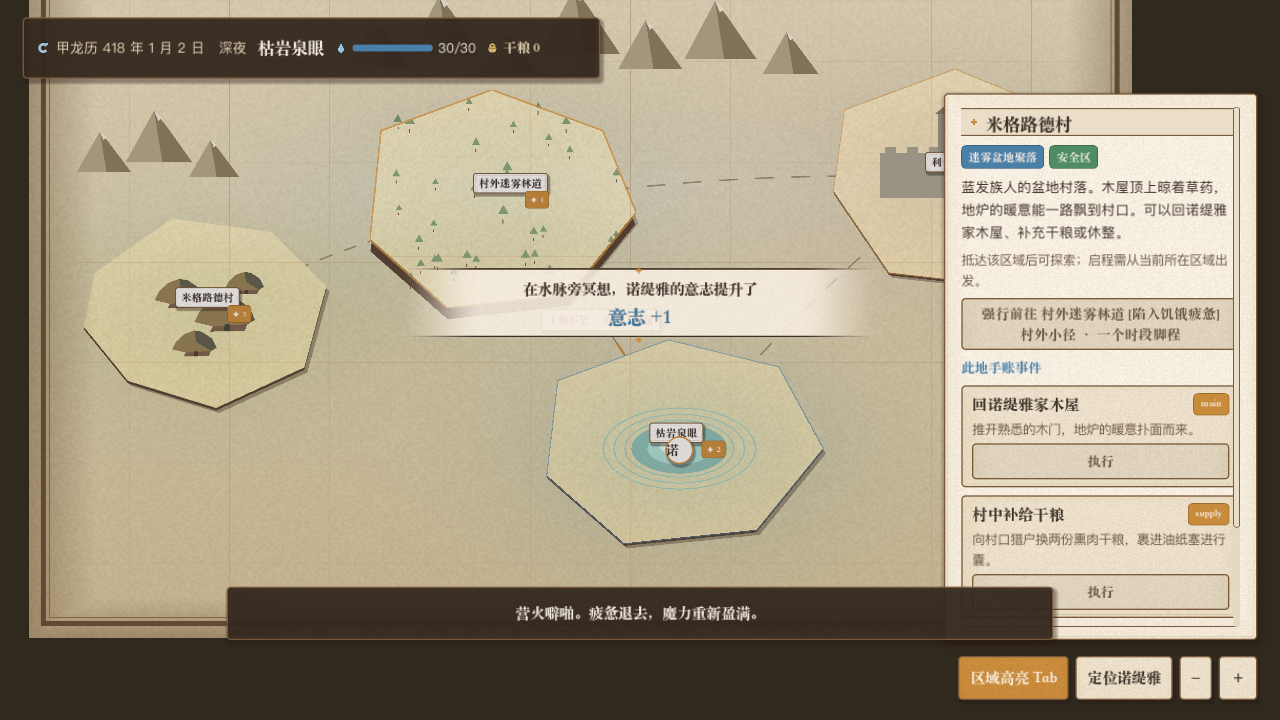 甲龙历 418 年 1 月 2 日 深夜 枯岩泉眼 30/30 干粮 0
村外迷雾林道
✦ 1
米格路德村
✦ 3
在水脉旁冥想，诺缇雅的意志提升了
意志 +1
枯岩泉眼
诺
✦ 2
米格路德村
迷雾盆地聚落 安全区
蓝发族人的盆地村落。木屋顶上晾着草药，
地炉的暖意能一路飘到村口。可以回诺缇雅
家木屋、补充干粮或休整。
抵达该区域后可探索；启程需从当前所在区域出
发。
强行前往 村外迷雾林道 [陷入饥饿疲惫]
村外小径 · 一个时段脚程
此地手账事件
回诺缇雅家木屋 main
推开熟悉的木门，地炉的暖意扑面而来。
执行
村中补给干粮 supply
向村口猎户换两份熏肉干粮，裹进油纸塞进行
囊。
执行
营火噼啪。疲惫退去，魔力重新盈满。
区域高亮 Tab 定位诺缇雅 − +